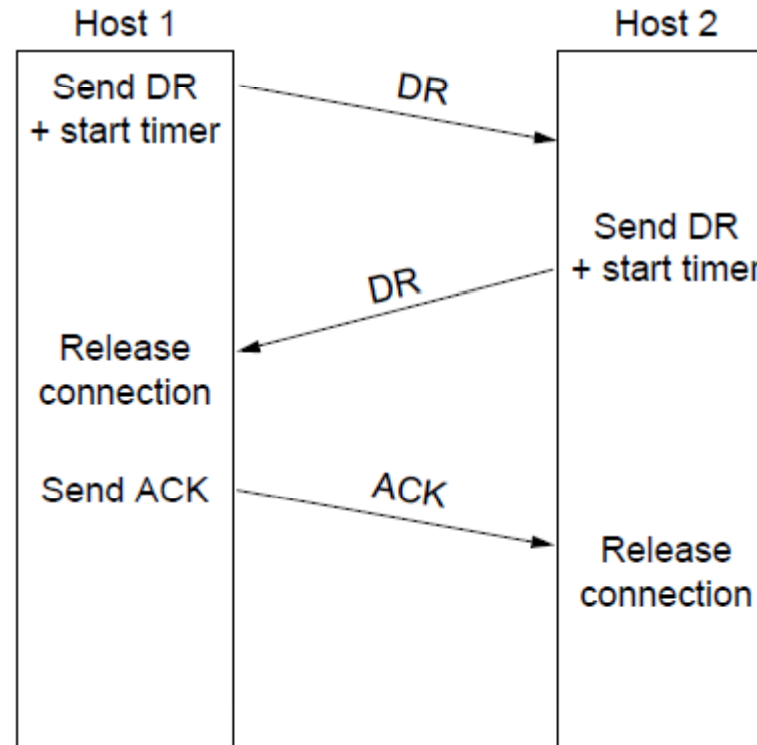 Host 1
Host 2
Send DR
+ start timer
DR
Send DR
+ start timer
DR
Release
connection
Send ACK
ACK
Release
connection